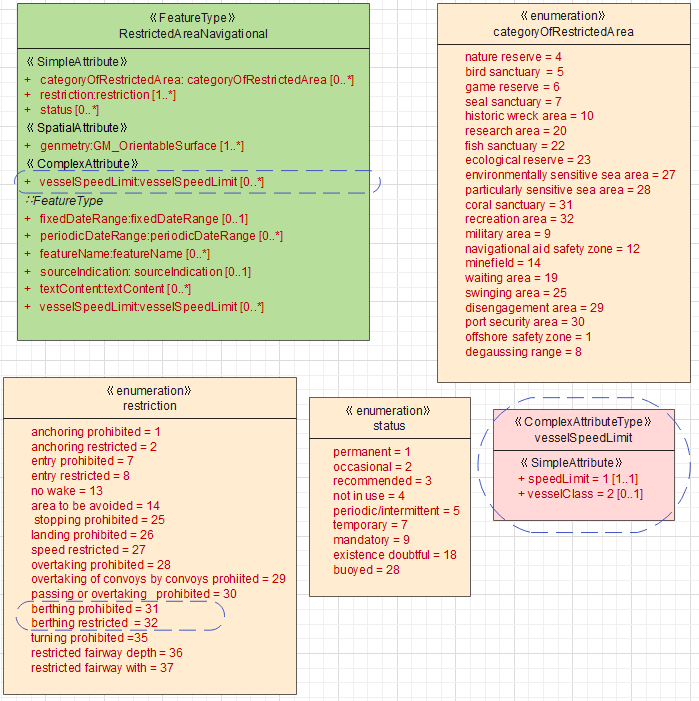 《 FeatureType》
RestrictedAreaNavigational
《 SimpleAttribute》
+ categoryOfRestrictedArea: categoryOfRestrictedArea [0..*]
+ restriction:restriction [1..*]
+ status [0..*]
《 SpatialAttribute》
+ genmetry:GM_OrientableSurface [1..*]
《 ComplexAttribute》
+ vesselSpeedLimit:vesselSpeedLimit [0..*]
::FeatureType
+ fixedDateRange:fixedDateRange [0..1]
+ periodicDateRange:periodicDateRange [0..*]
+ featureName:featureName [0..*]
+ sourceIndication: sourceIndication [0..1]
+ textContent:textContent [0..*]
+ vesselSpeedLimit:vesselSpeedLimit [0..*]
《 enumeration》
categoryOfRestrictedArea
nature reserve = 4
bird sanctuary = 5
game reserve = 6
seal sanctuary = 7
historic wreck area = 10
research area = 20
fish sanctuary = 22
ecological reserve = 23
environmentally sensitive sea area = 27
particularly sensitive sea area = 28
coral sanctuary = 31
recreation area = 32
military area = 9
navigational aid safety zone = 12
minefield = 14
waiting area = 19
swinging area = 25
disengagement area = 29
port security area = 30
offshore safety zone = 1
degaussing range = 8
《 enumeration》
restriction
anchoring prohibited = 1
anchoring restricted = 2
entry prohibited = 7
entry restricted = 8
no wake = 13
area to be avoided = 14
stopping prohibited = 25
landing prohibited = 26
speed restricted = 27
overtaking prohibited = 28
overtaking of convoys by convoys prohiited = 29
passing or overtaking prohibited = 30
berthing prohibited = 31
berthing restricted = 32
turning prohibited =35
restricted fairway depth = 36
restricted fairway with = 37
《 enumeration》
status
permanent = 1
occasional = 2
recommended = 3
not in use = 4
periodic/intermittent = 5
temporary = 7
mandatory = 9
existence doubtful = 18
buoyed = 28
《 ComplexAttributeType》
vesselSpeedLimit
《 SimpleAttribute》
+ speedLimit = 1 [1..1]
+ vesselClass = 2 [0..1]